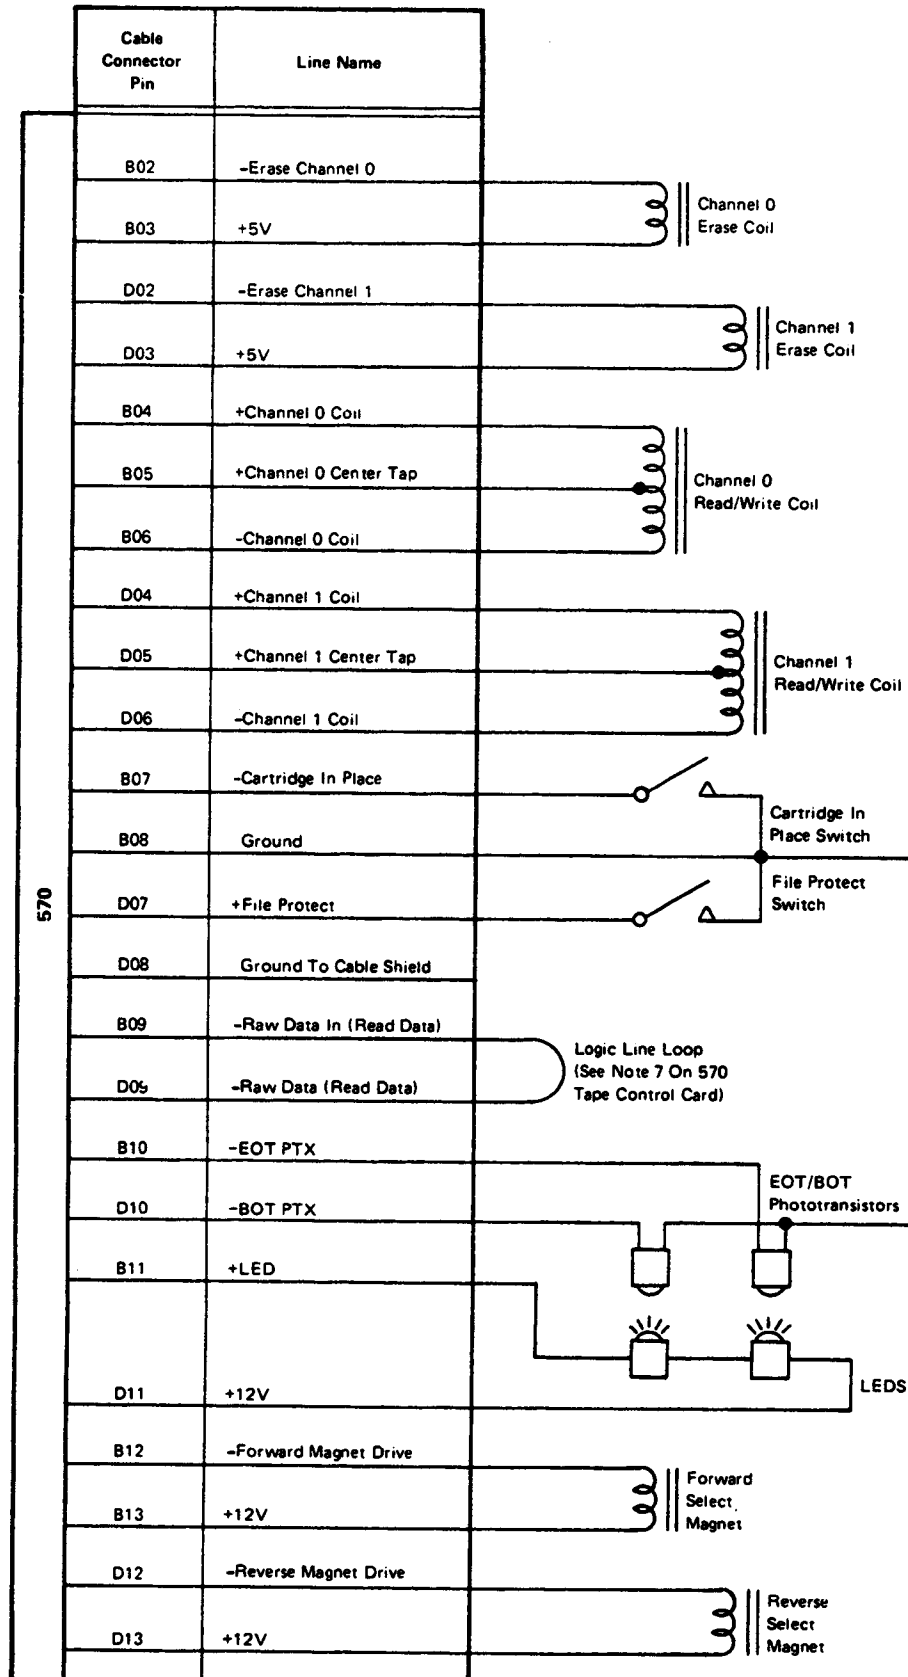 Cable
Connector
Pin
Line Name
570
B02 -Erase Channel 0
B03 +5V
Channel 0
Erase Coil
D02 -Erase Channel 1
D03 +5V
Channel 1
Erase Coil
B04 +Channel 0 Coil
B05 +Channel 0 Center Tap
B06 -Channel 0 Coil
Channel 0
Read/Write Coil
D04 +Channel 1 Coil
D05 +Channel 1 Center Tap
D06 -Channel 1 Coil
Channel 1
Read/Write Coil
B07 -Cartridge In Place
B08 Ground
Cartridge In
Place Switch
D07 +File Protect
File Protect
Switch
D08 Ground To Cable Shield
B09 -Raw Data In (Read Data)
D09 -Raw Data (Read Data)
Logic Line Loop
(See Note 7 On 570
Tape Control Card)
B10 -EOT PTX
D10 -BOT PTX
EOT/BOT
Phototransistors
B11 +LED
D11 +12V
LEDS
B12 -Forward Magnet Drive
B13 +12V
Forward
Select
Magnet
D12 -Reverse Magnet Drive
D13 +12V
Reverse
Select
Magnet